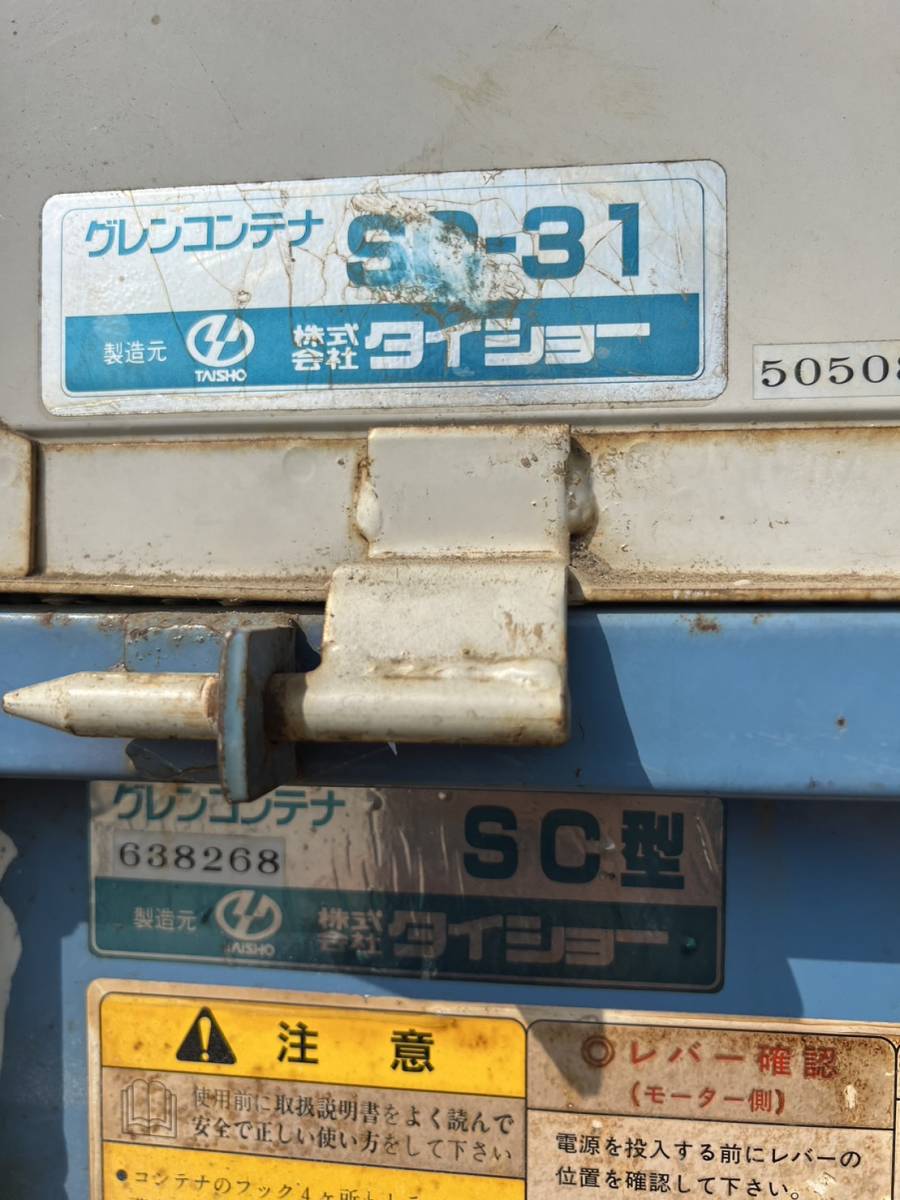 グレンコンテナ
-31
製造元 TAISHO 株式会社 タイショー
5050
グレンコンテナ SC型
638268
製造元 TAISHO 株式会社 タイショー
注 意
使用前に取扱説明書をよく読んで
安全で正しい使い方をして下さい
●コンテナのフック4ヶ所
◎レバー確認
(モーター側)
電源を投入する前にレバーの
位置を確認して下さい。